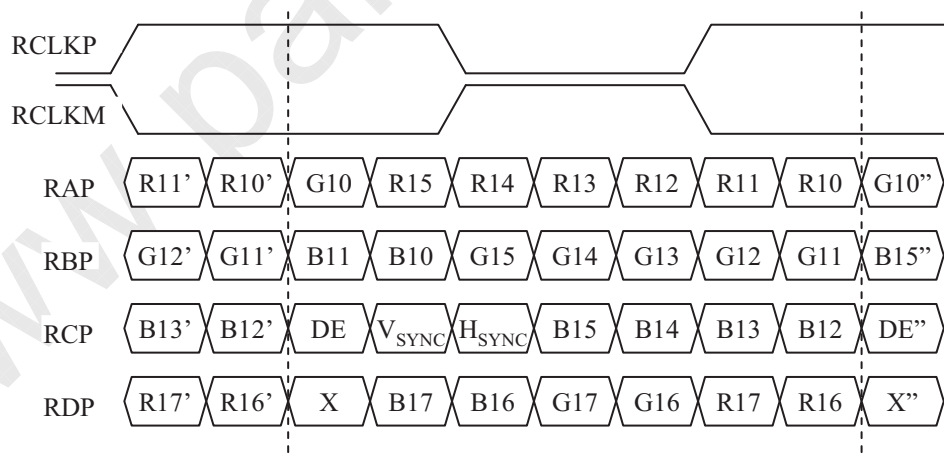 RCLKP
RCLKM
RAP R11’ R10’ G10 R15 R14 R13 R12 R11 R10 G10”
RBP G12’ G11’ B11 B10 G15 G14 G13 G12 G11 B15”
RCP B13’ B12’ DE VSYNC HSYNC B15 B14 B13 B12 DE”
RDP R17’ R16’ X B17 B16 G17 G16 R17 R16 X”
www.pa